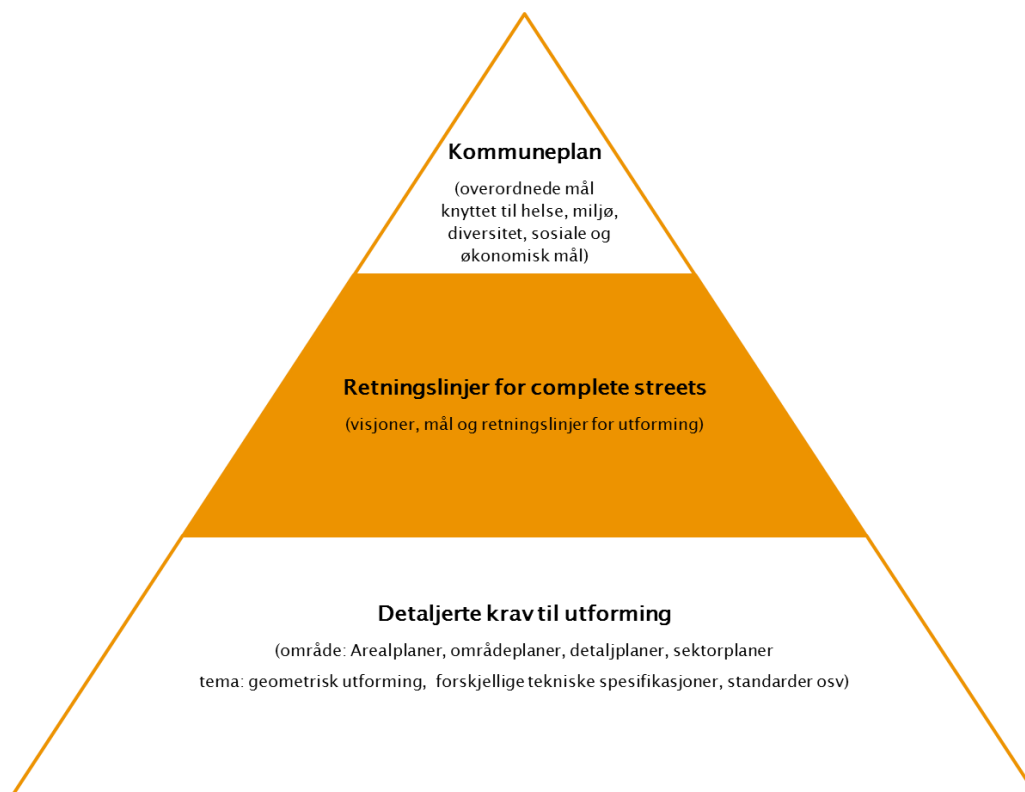 Kommuneplan
(overordnede mål
knyttet til helse, miljø,
diversitet, sosiale og
økonomisk mål)
Retningslinjer for complete streets
(visjoner, mål og retningslinjer for utforming)
Detaljerte krav til utforming
(område: Arealplaner, områdeplaner, detaljplaner, sektorplaner
tema: geometrisk utforming, forskjellige tekniske spesifikasjoner, standarder osv)